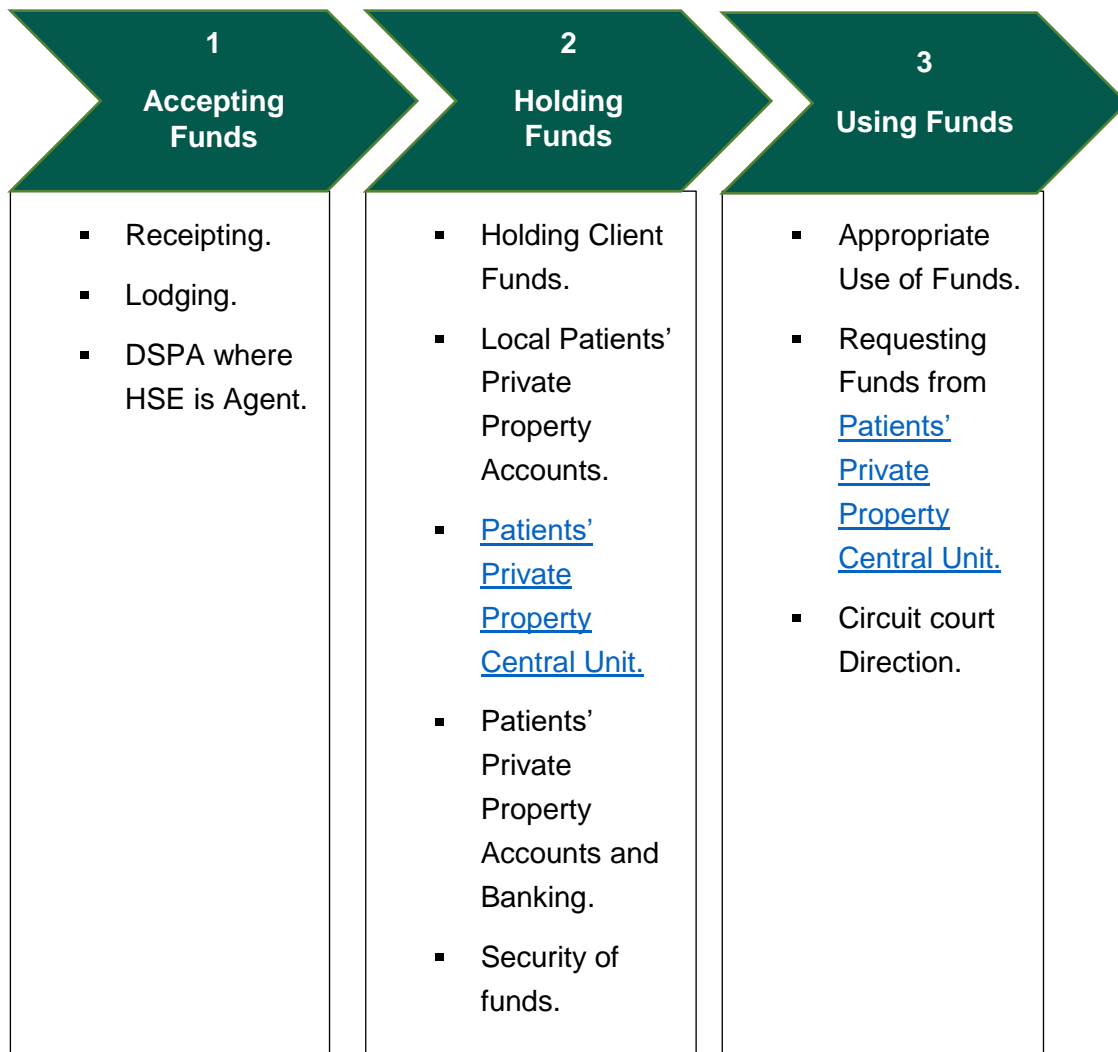 1
Accepting
Funds
▪ Receipting.
▪ Lodging.
▪ DSPA where
HSE is Agent.
2
Holding
Funds
▪ Holding Client
Funds.
▪ Local Patients’
Private
Property
Accounts.
▪ Patients’
Private
Property
Central Unit.
▪ Patients’
Private
Property
Accounts and
Banking.
▪ Security of
funds.
3
Using Funds
▪ Appropriate
Use of Funds.
▪ Requesting
Funds from
Patients’
Private
Property
Central Unit.
▪ Circuit court
Direction.